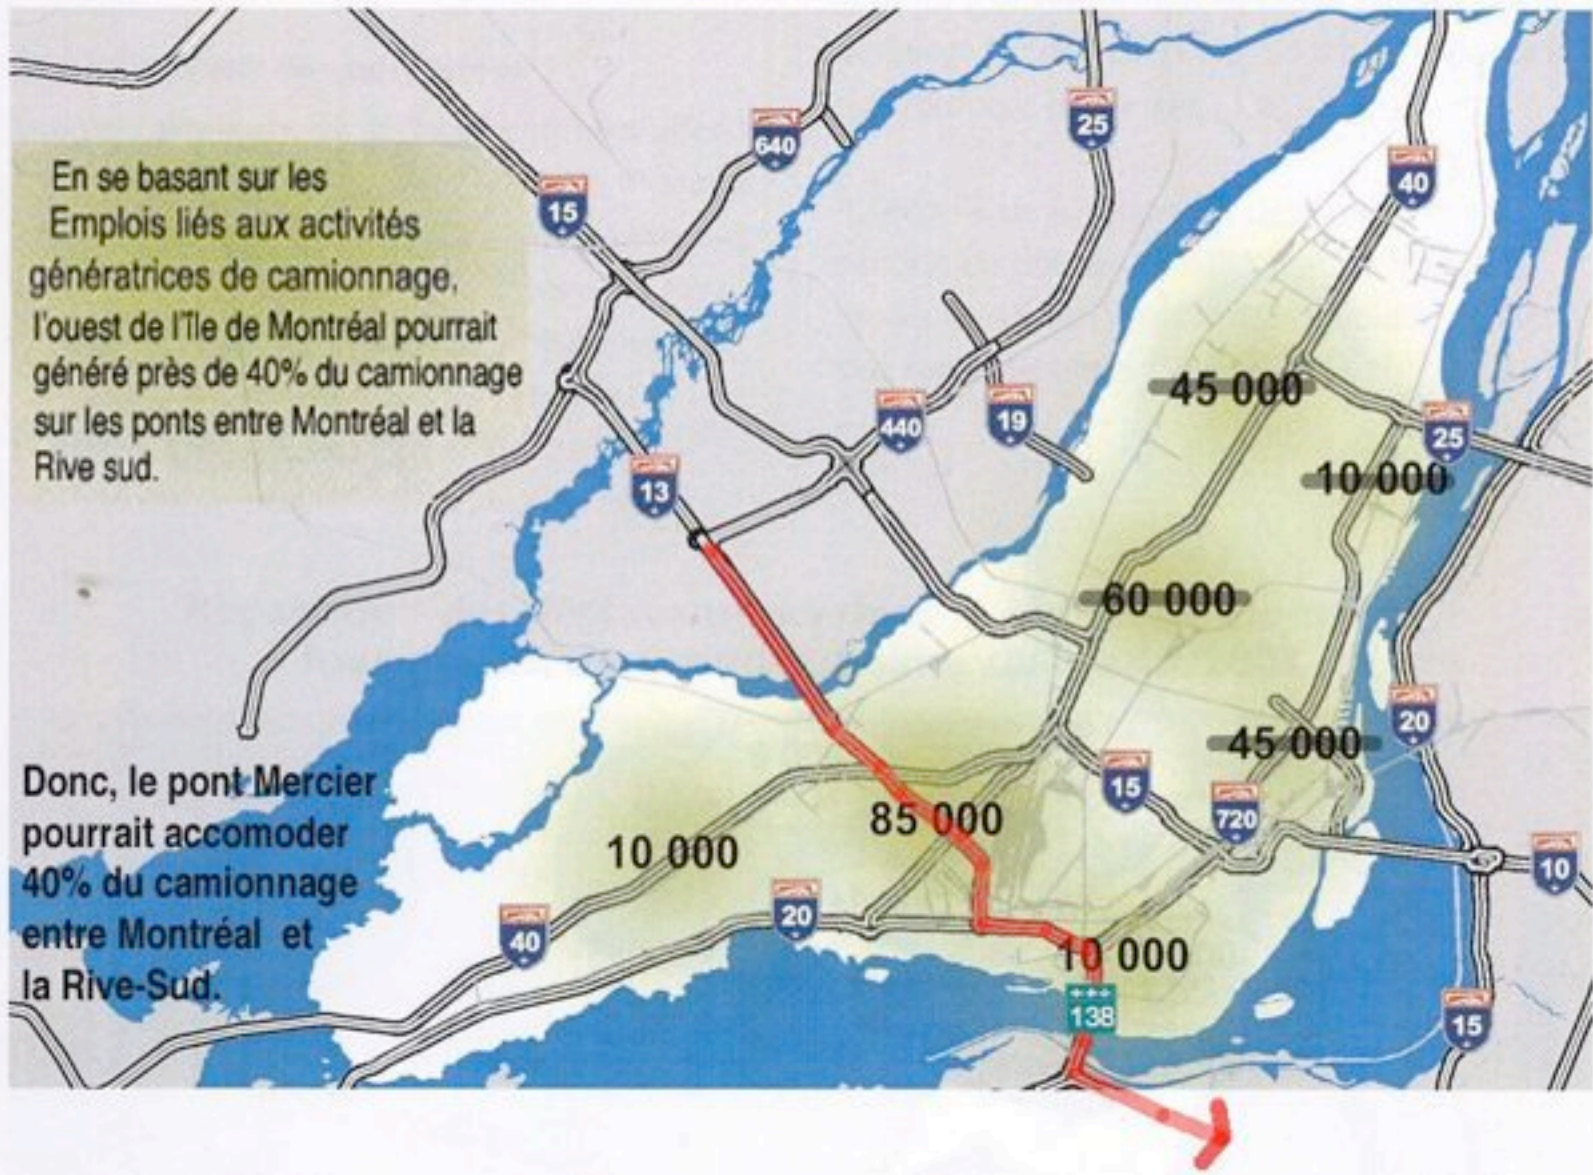 640
25
40
15
En se basant sur les
Emplois liés aux activités
génératrices de camionnage,
l'ouest de l'île de Montréal pourrait
généré près de 40% du camionnage
sur les ponts entre Montréal et la
Rive sud.
45 000
440
19
25
10 000
13
60 000
20
45 000
15
720
Donc, le pont Mercier
pourrait accomoder
40% du camionnage
entre Montréal et
la Rive-Sud.
85 000
10 000
10
20
40
10 000
138
15